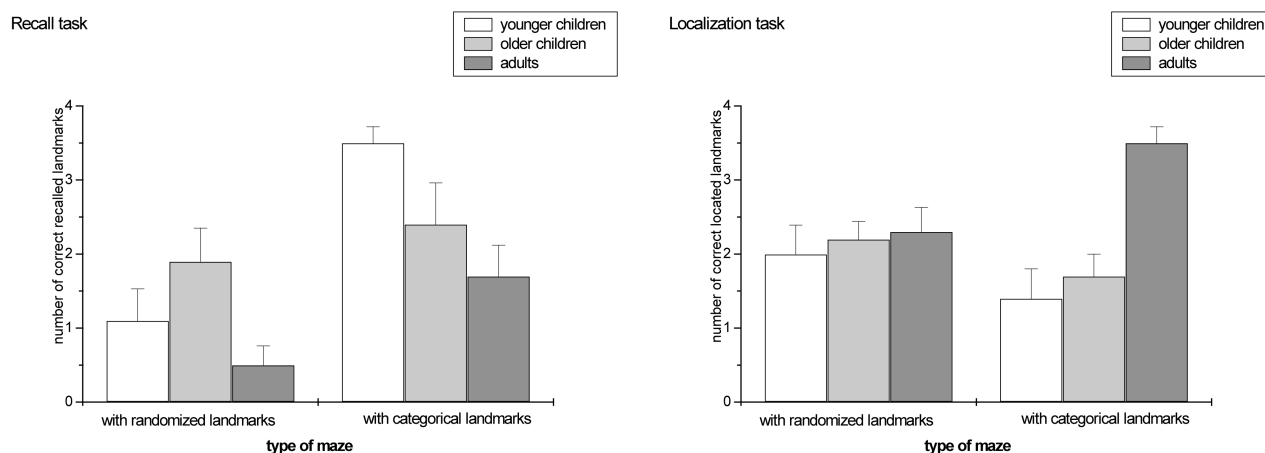 Recall task
younger children
older children
adults
number of correct recalled landmarks
4
3
2
1
0
with randomized landmarks
with categorical landmarks
type of maze
Localization task
younger children
older children
adults
number of correct located landmarks
4
3
2
1
0
with randomized landmarks
with categorical landmarks
type of maze